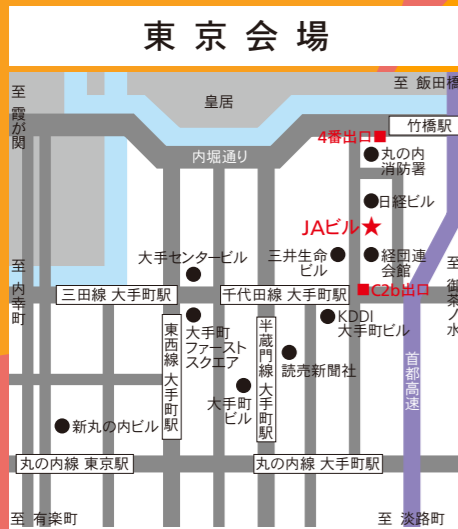 東京会場
至 飯田橋
至 霞が関
皇居
竹橋駅
4番出口
内堀通り
丸の内
消防署
日経ビル
JAビル
大手センタービル
三井生命
ビル
経団連
会館
至 内幸町
至 御茶ノ水
三田線 大手町駅
千代田線 大手町駅
C2b出口
東西線 大手町駅
大手町
ファースト
スクエア
半蔵門線 大手町駅
KDDI
大手町ビル
首都高速
読売新聞社
大手町
ビル
新丸の内ビル
丸の内線 東京駅
丸の内線 大手町駅
至 有楽町
至 淡路町